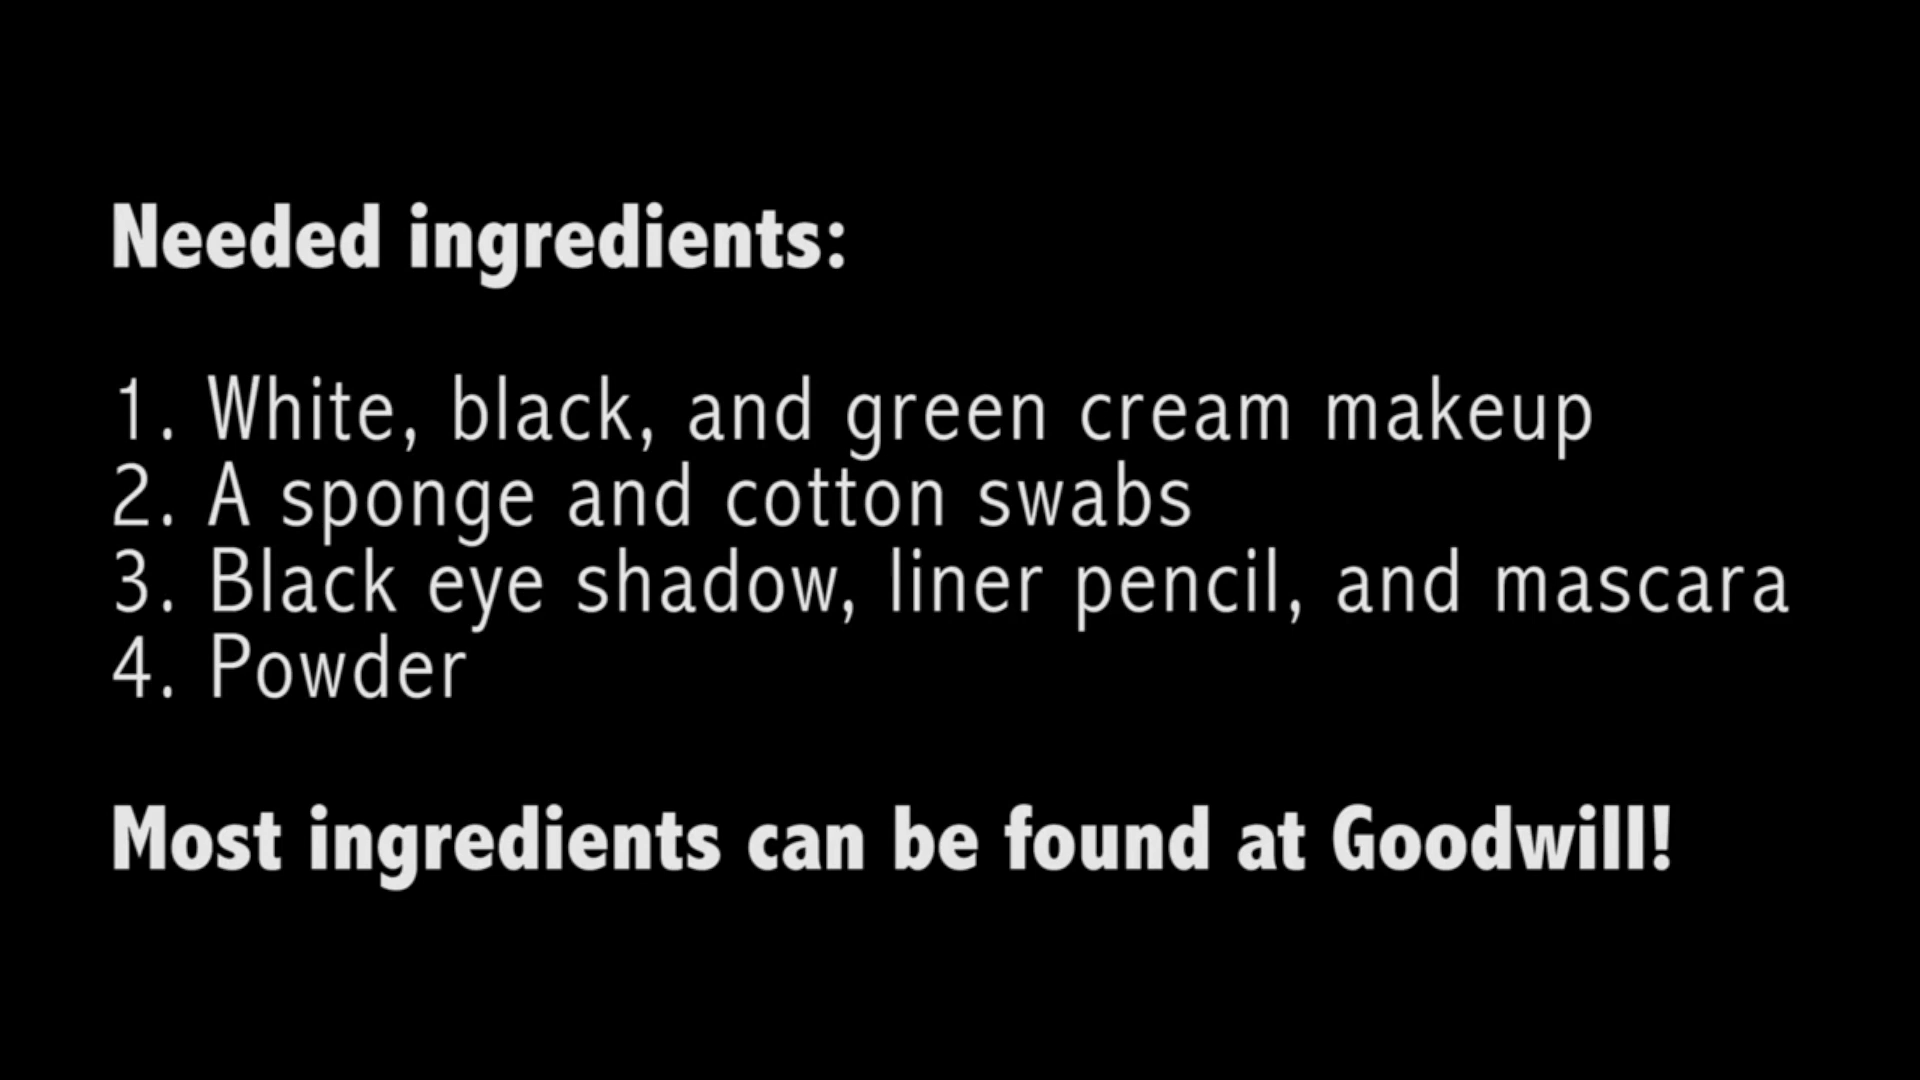 Needed ingredients:
1. White, black, and green cream makeup
2. A sponge and cotton swabs
3. Black eye shadow, liner pencil, and mascara
4. Powder
Most ingredients can be found at Goodwill!